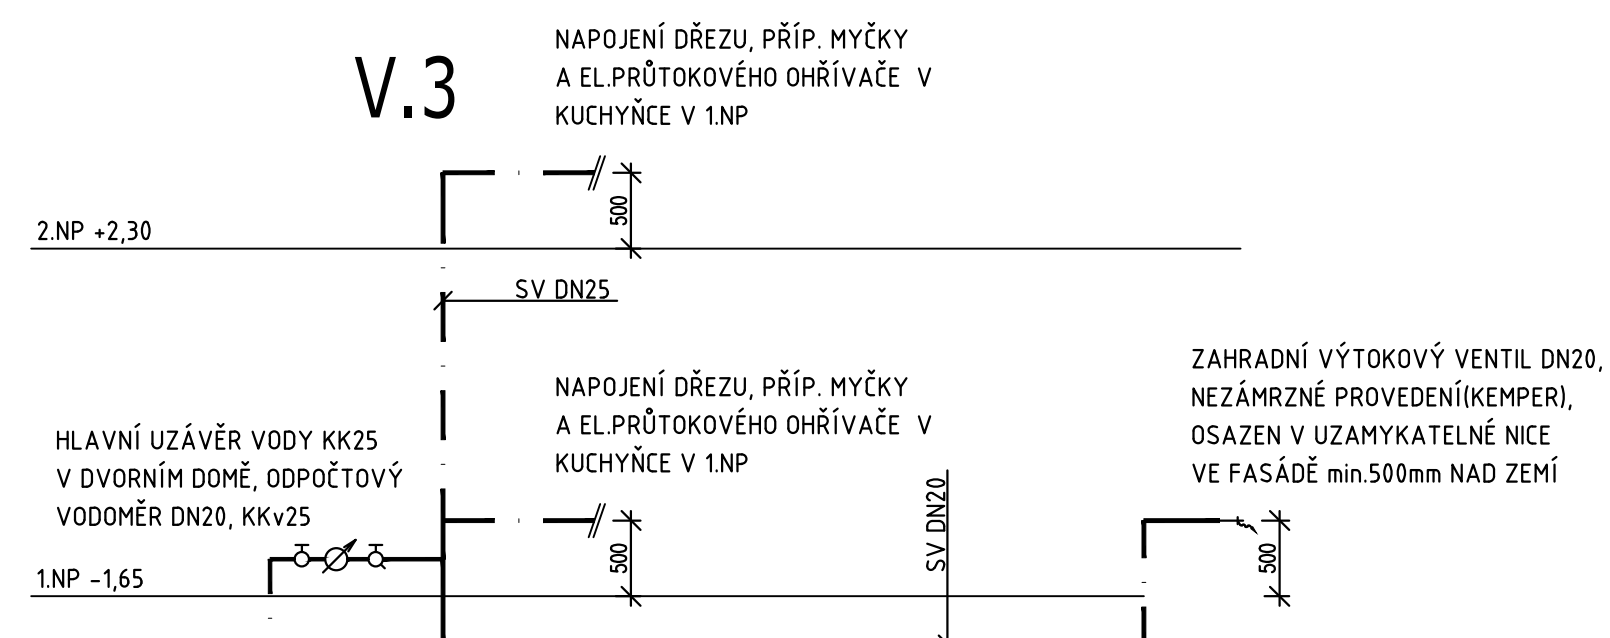 V.3
NAPOJENÍ DŘEZU, PŘÍP. MYČKY
A EL.PRŮTOKOVÉHO OHŘÍVAČE V
KUCHYŇCE V 1.NP
500
2.NP +2,30
SV DN25
NAPOJENÍ DŘEZU, PŘÍP. MYČKY
A EL.PRŮTOKOVÉHO OHŘÍVAČE V
KUCHYŇCE V 1.NP
ZAHRADNÍ VÝTOKOVÝ VENTIL DN20,
NEZÁMRZNÉ PROVEDENÍ(KEMPER),
OSAZEN V UZAMYKATELNÉ NICE
VE FASÁDĚ min.500mm NAD ZEMÍ
HLAVNÍ UZÁVĚR VODY KK25
V DVORNÍM DOMĚ, ODPOČTOVÝ
VODOMĚR DN20, KKv25
SV DN20
500
500
1.NP -1,65